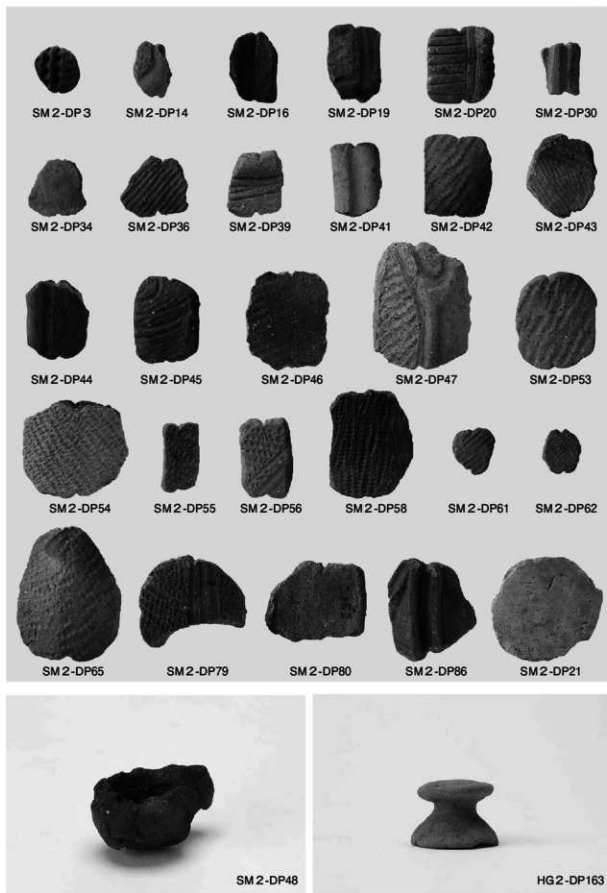 SM2-DP3 SM2-DP14 SM2-DP16 SM2-DP19 SM2-DP20 SM2-DP30
SM2-DP34 SM2-DP36 SM2-DP39 SM2-DP41 SM2-DP42 SM2-DP43
SM2-DP44 SM2-DP45 SM2-DP46 SM2-DP47 SM2-DP53
SM2-DP54 SM2-DP55 SM2-DP56 SM2-DP58 SM2-DP61 SM2-DP62
SM2-DP65 SM2-DP79 SM2-DP80 SM2-DP86 SM2-DP21
SM2-DP48 HG2-DP163